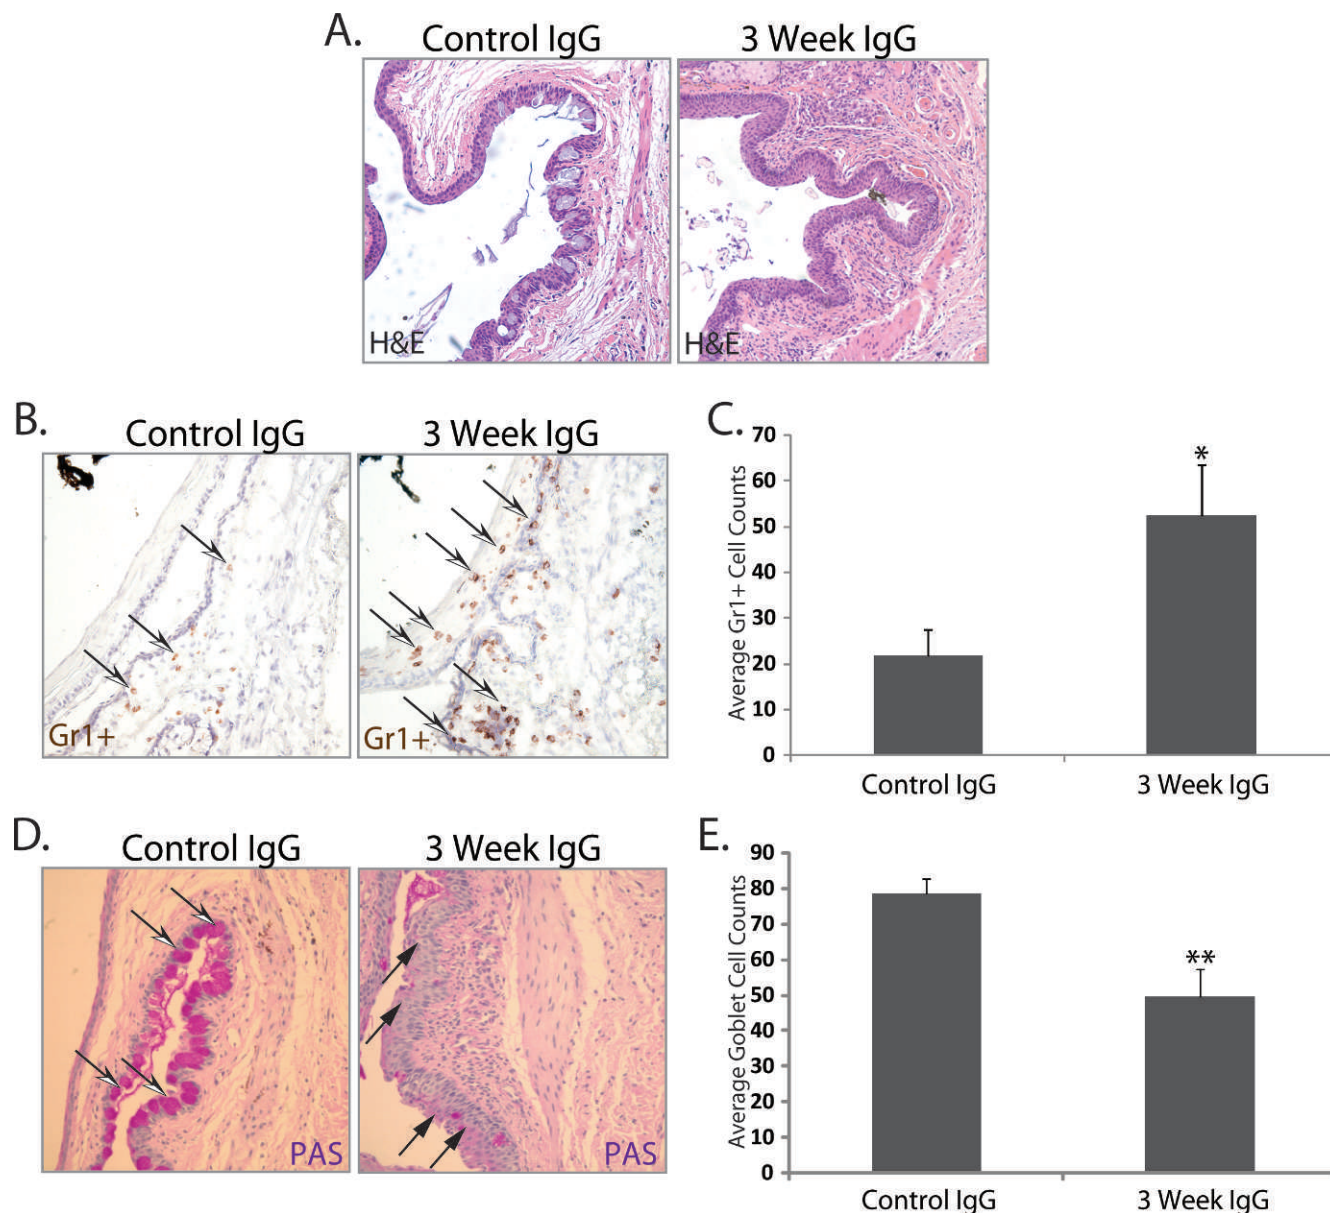 A.
Control IgG
3 Week IgG
H&E
H&E
B.
Control IgG
3 Week IgG
Gr1+
Gr1+
C.
Average Gr1+ Cell Counts
70
60
50
40
30
20
10
0
*
Control IgG
3 Week IgG
D.
Control IgG
3 Week IgG
PAS
PAS
E.
Average Goblet Cell Counts
90
80
70
60
50
40
30
20
10
0
**
Control IgG
3 Week IgG